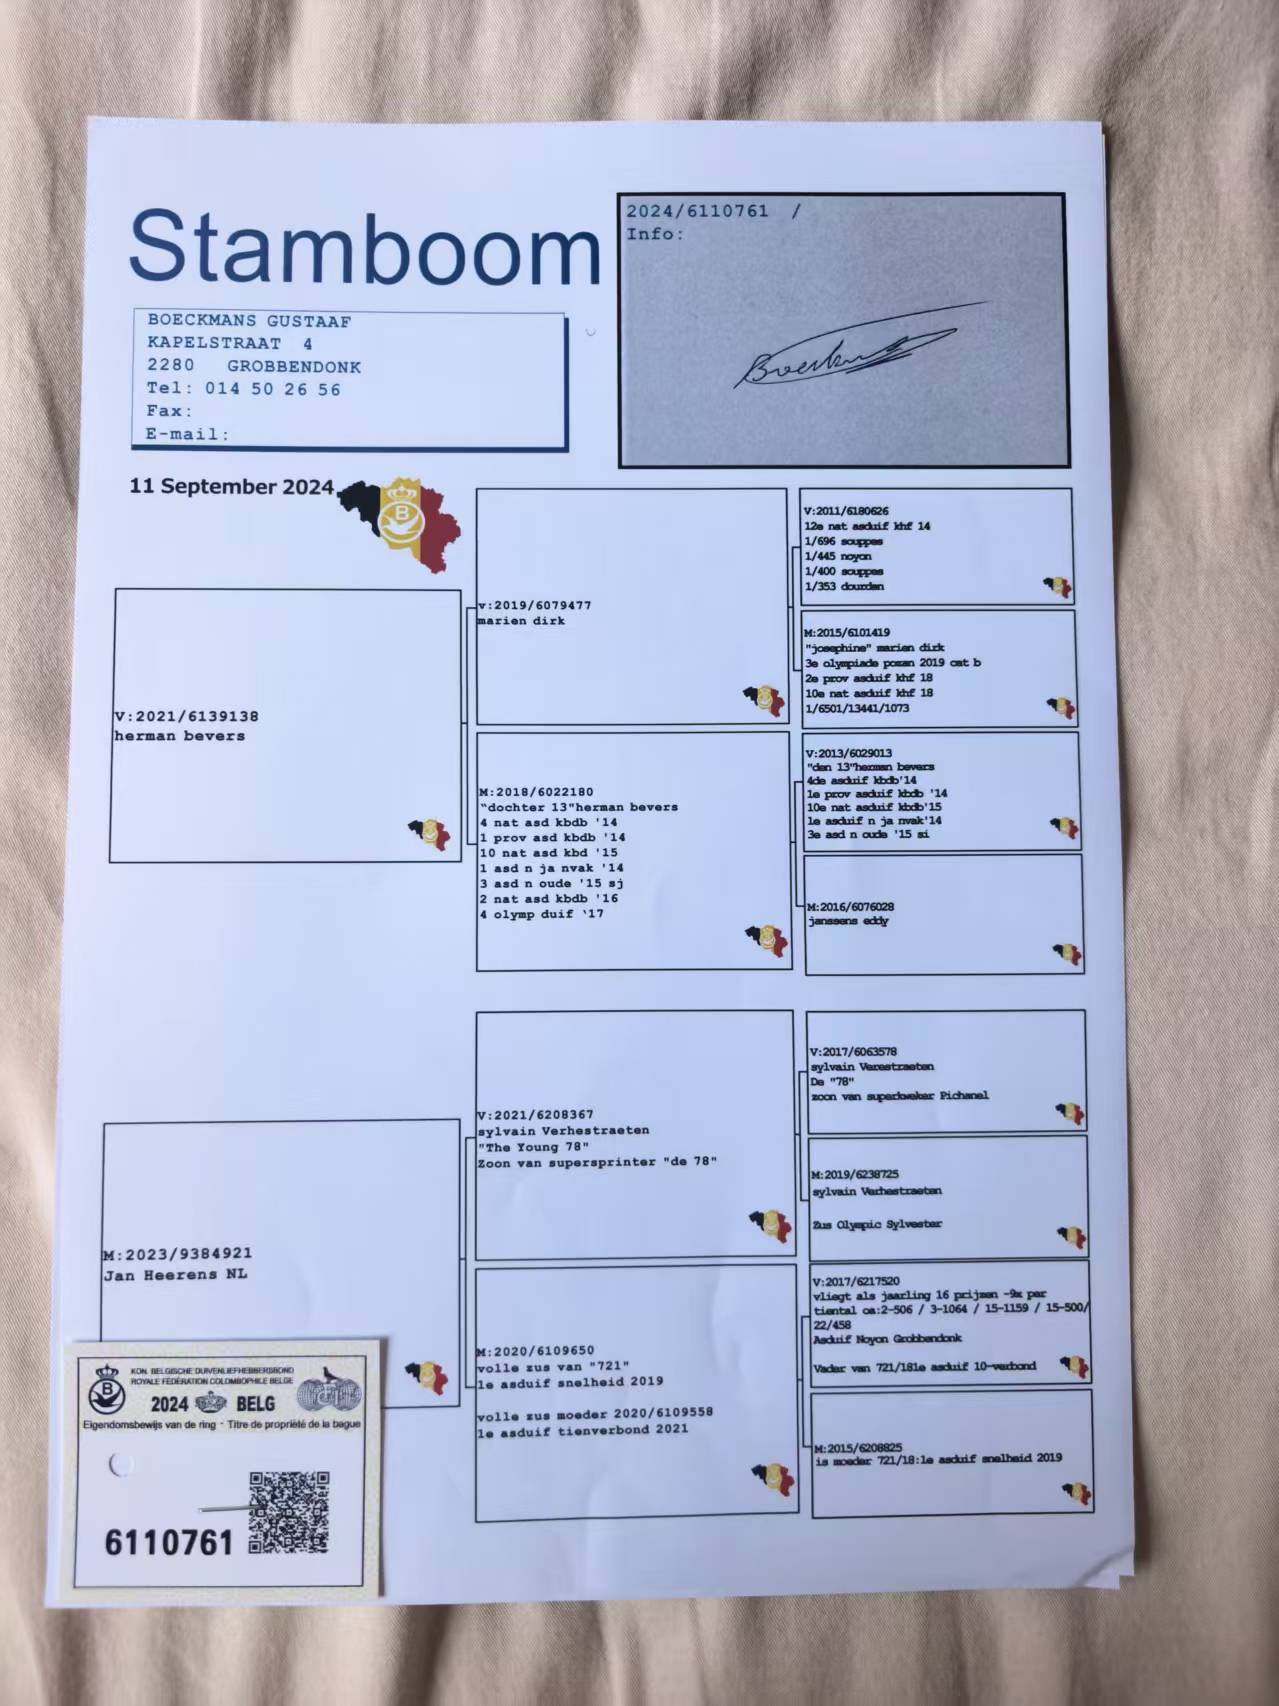 Stamboom
2024/6110761 /
Info:
BOECKMANS GUSTAAF
KAPELSTRAAT 4
2280 GROBBENDONK
Tel: 014 50 26 56
Fax:
E-mail:
11 September 2024
B
V:2021/6139138
herman bevers
v:2019/6079477
marien dirk
M:2018/6022180
"dochter 13"herman bevers
4 nat asd kbdb '14
1 prov asd kbdb '14
10 nat asd kbd '15
1 asd n ja nvak '14
3 asd n oude '15 sj
2 nat asd kbdb '16
4 olymp duif '17
V:2011/6180626
12e nat asduif khf 14
1/696 souppes
1/445 noyon
1/400 souppes
1/353 dourdan
M:2015/6101419
"josephine" marien dirk
3e olympiade pozan 2019 cat b
2e prov asduif khf 18
10e nat asduif khf 18
1/6501/13441/1073
V:2013/6029013
"den 13"herman bevers
4de asduif kbdb'14
1e prov asduif kbdb '14
10e nat asduif kbdb'15
1e asduif n ja nvak'14
3e asd n oude '15 si
M:2016/6076028
janssens eddy
M:2023/9384921
Jan Heerens NL
V:2021/6208367
sylvain Verhestraeten
"The Young 78"
Zoon van supersprinter "de 78"
M:2020/6109650
volle zus van "721"
1e asduif snelheid 2019
volle zus moeder 2020/6109558
1e asduif tienverbond 2021
V:2017/6063578
sylvain Verestraeten
De "78"
zoon van superkweker Pichanel
M:2019/6238725
sylvain Verhestraeten
Zus Olympic Sylvester
V:2017/6217520
vliegt als jaarling 16 prijzen -9x per
tiental oa:2-506 / 3-1064 / 15-1159 / 15-500/
22/458
Asduif Noyon Grobbendonk
Vader van 721/181e asduif 10-verbond
M:2015/6208825
is moeder 721/18:1e asduif snelheid 2019
KON. BELGISCHE DUIVENLIEFHEBBERSBOND
ROYALE FÉDÉRATION COLOMBOPHILE BELGE
B
2024 BELG
Eigendomsbewijs van de ring - Titre de propriété de la bague
6110761